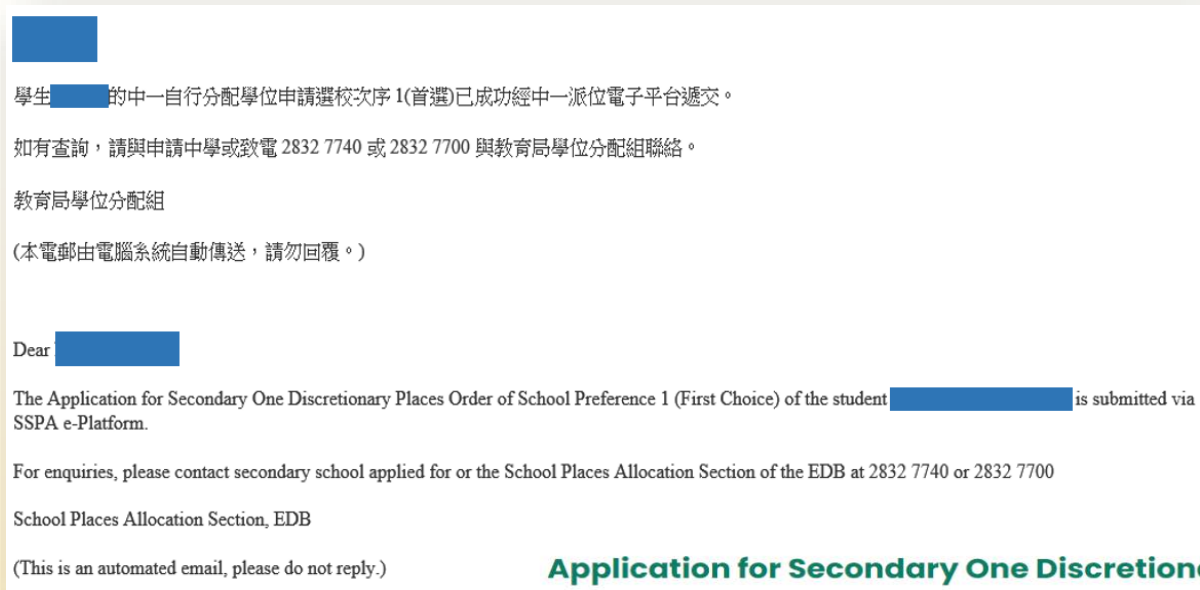 學生的中一自行分配學位申請選校次序 1(首選)已成功經中一派位電子平台遞交。
如有查詢，請與申請中學或致電 2832 7740 或 2832 7700 與教育局學位分配組聯絡。
教育局學位分配組
(本電郵由電腦系統自動傳送，請勿回覆。)
Dear
The Application for Secondary One Discretionary Places Order of School Preference 1 (First Choice) of the student is submitted via
SSPA e-Platform.
For enquiries, please contact secondary school applied for or the School Places Allocation Section of the EDB at 2832 7740 or 2832 7700
School Places Allocation Section, EDB
(This is an automated email, please do not reply.)
Application for Secondary One Discretion